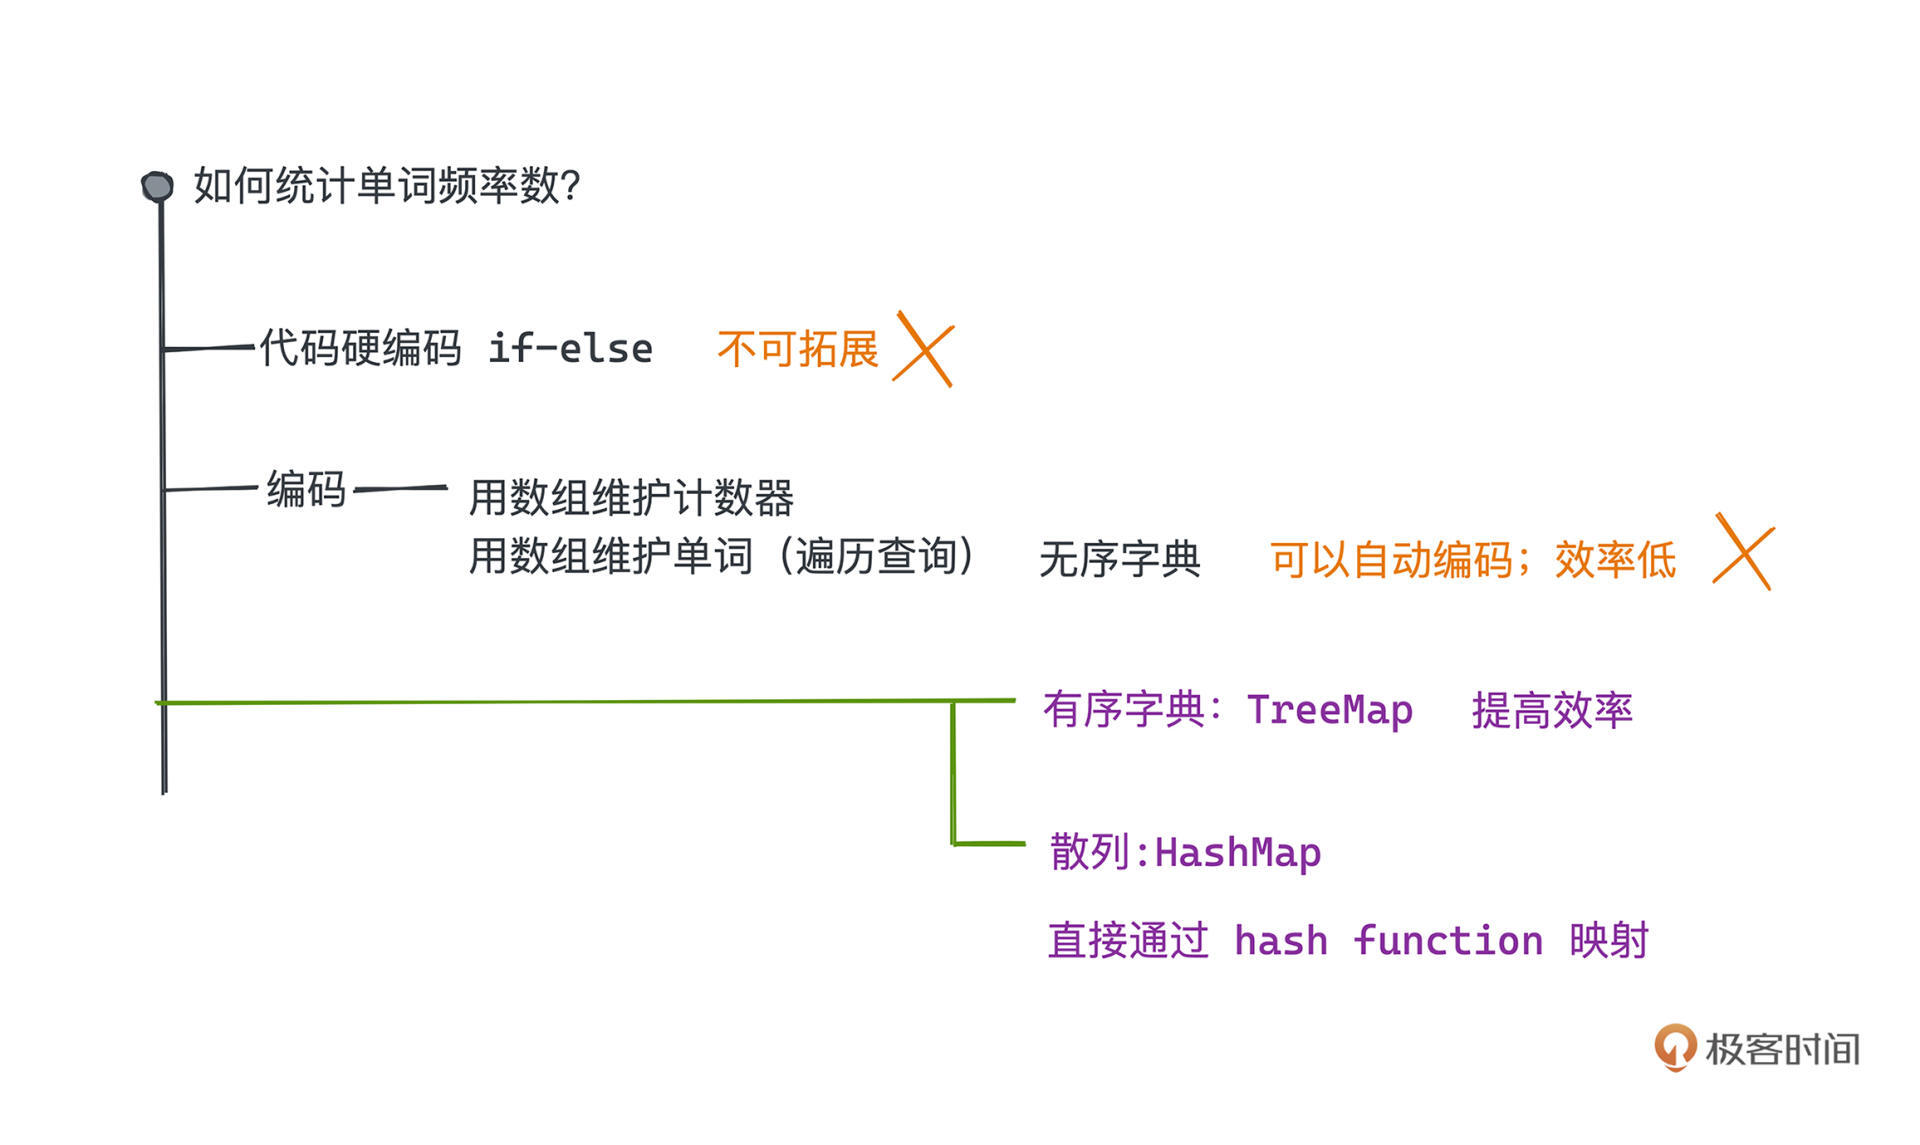 如何统计单词频率数？
代码硬编码 if-else 不可拓展
编码 用数组维护计数器
用数组维护单词（遍历查询） 无序字典 可以自动编码；效率低
有序字典：TreeMap 提高效率
散列:HashMap
直接通过 hash function 映射
极客时间